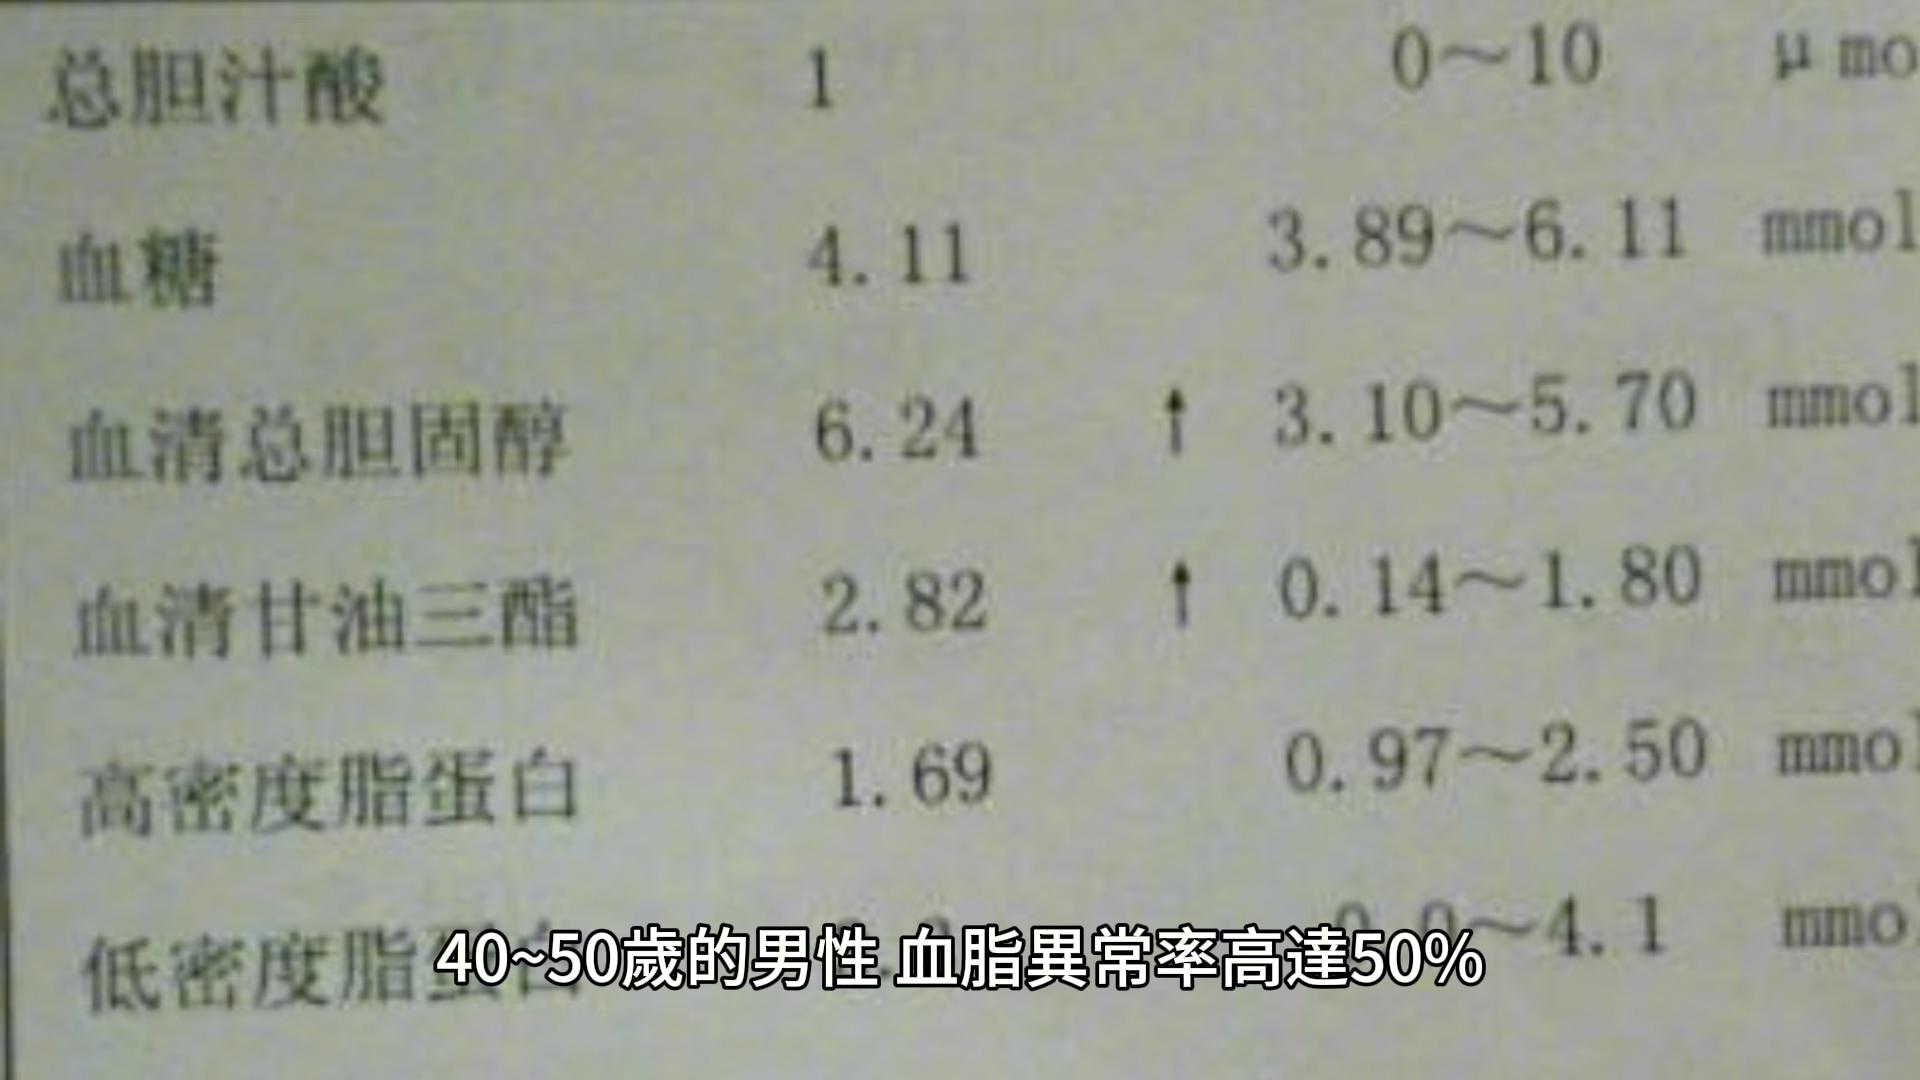 总胆汁酸 1 0～10 μmo
血糖 4.11 3.89～6.11 mmol
血清总胆固醇 6.24 ↑ 3.10～5.70 mmol
血清甘油三酯 2.82 ↑ 0.14～1.80 mmol
高密度脂蛋白 1.69 0.97～2.50 mmol
低密度脂蛋白 ～4.1 mmo
40~50歲的男性 血脂異常率高達50%